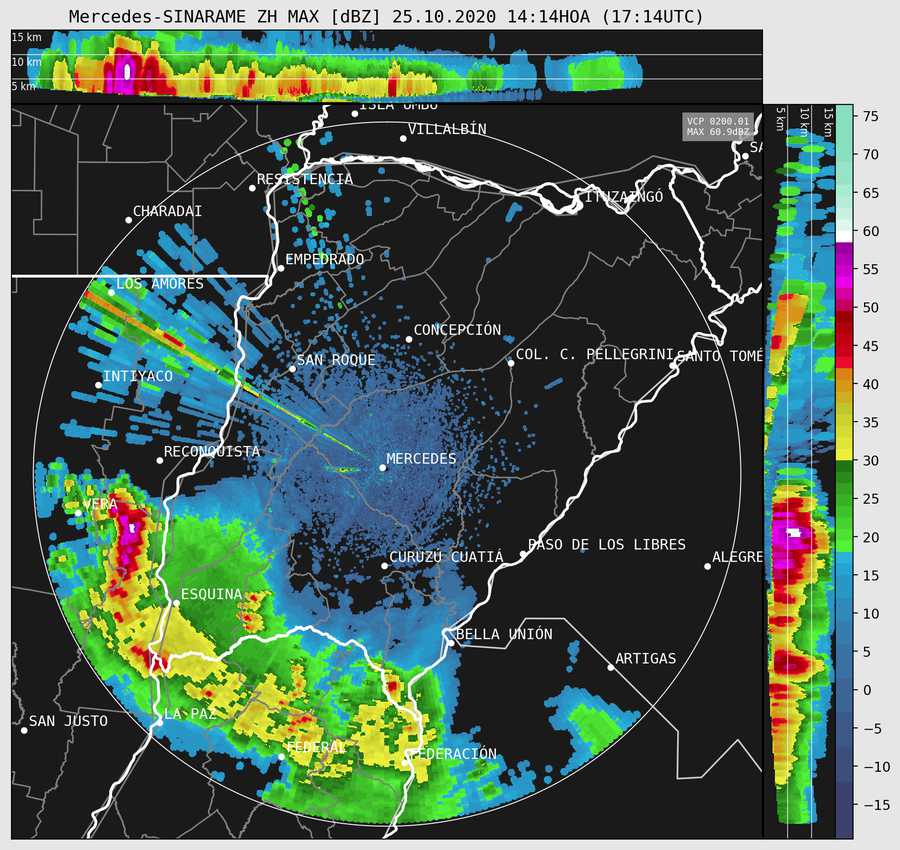 Mercedes-SINARAME ZH MAX [dBZ] 25.10.2020 14:14HOA (17:14UTC)
15 km
10 km
5 km
5 km
10 km
15 km
VCP 0200.01
MAX 60.9dBZ
ISLA UMBÚ
VILLALBÍN
SA
RESISTENCIA
ITUZAINGÓ
CHARADAI
EMPEDRADO
LOS AMORES
CONCEPCIÓN
SAN ROQUE
COL. C. PELLEGRINI
SANTO TOMÉ
INTIYACO
RECONQUISTA
MERCEDES
VERA
CURUZÚ CUATIÁ
PASO DE LOS LIBRES
ALEGRE
ESQUINA
BELLA UNIÓN
ARTIGAS
LA PAZ
SAN JUSTO
FEDERAL
FEDERACIÓN
75
70
65
60
55
50
45
40
35
30
25
20
15
10
5
0
−5
−10
−15